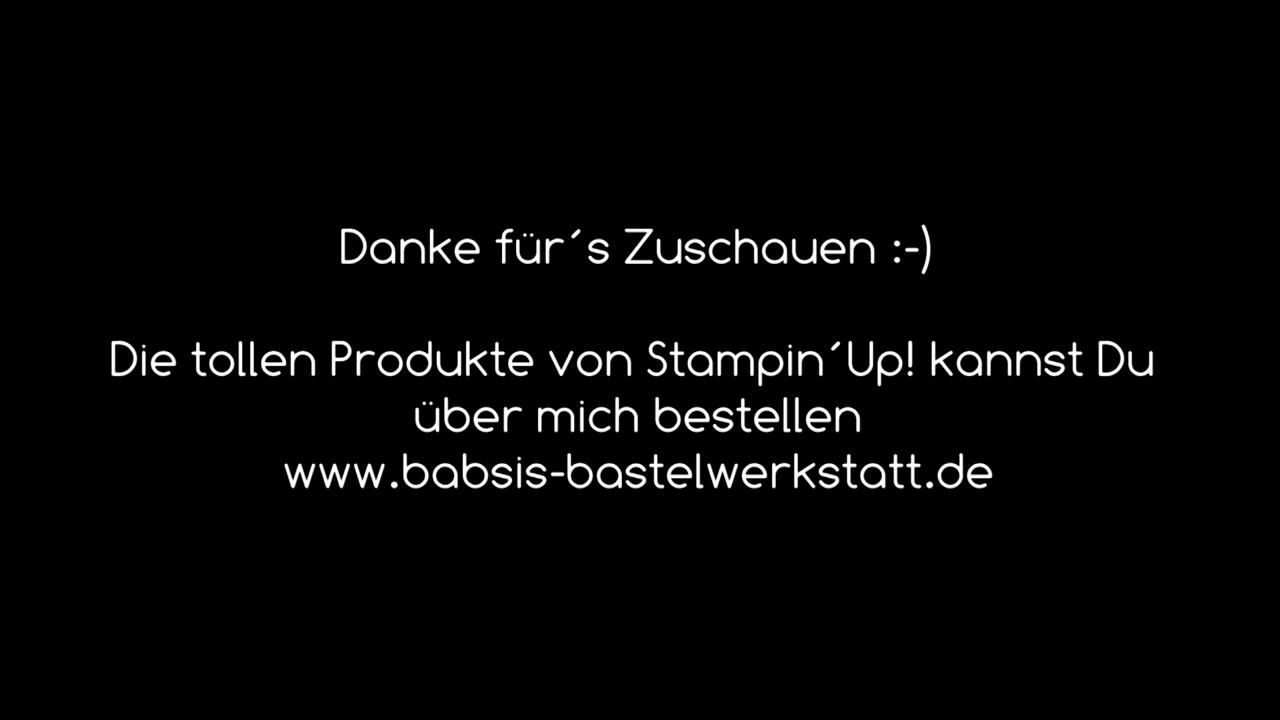 Danke für´s Zuschauen :-)
Die tollen Produkte von Stampin´Up! kannst Du
über mich bestellen
www.babsis-bastelwerkstatt.de